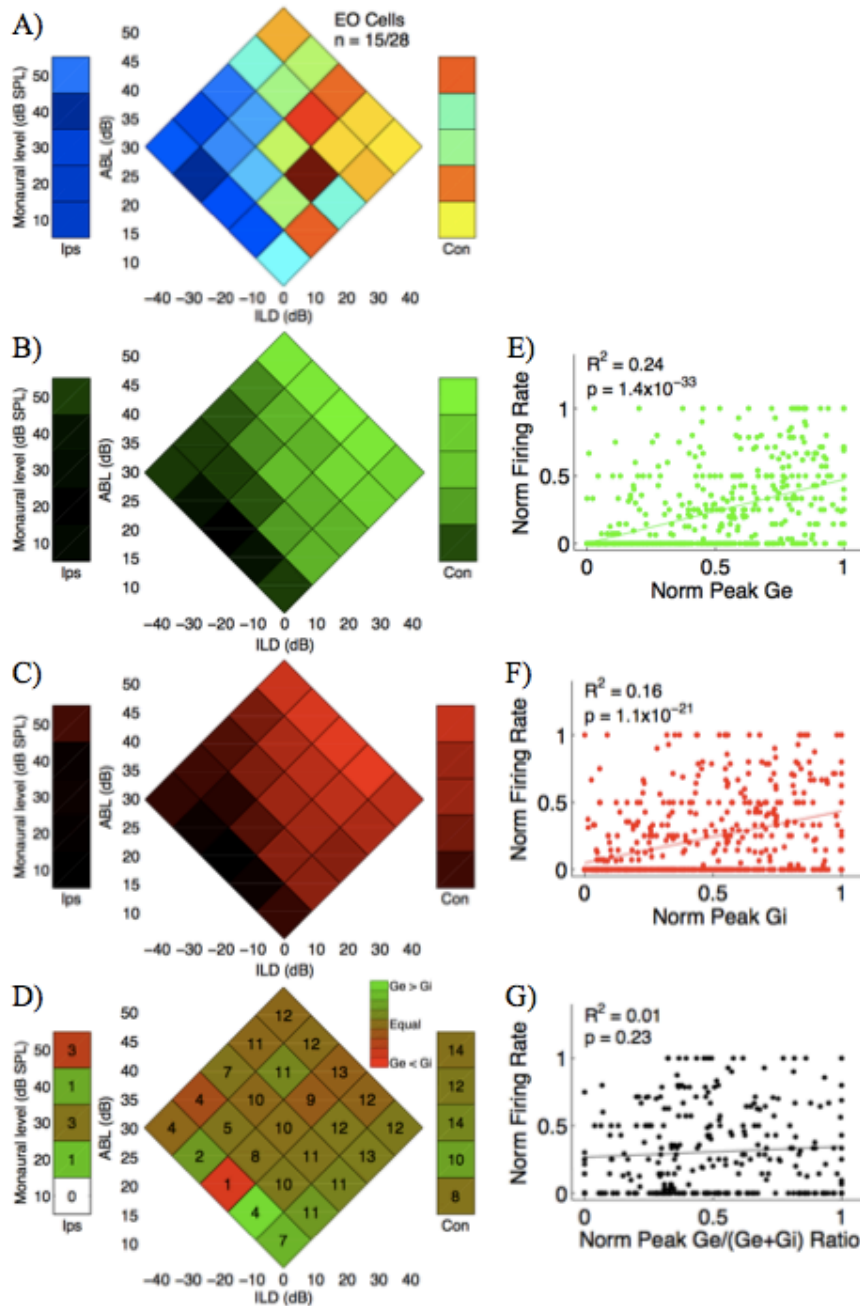 A)
EO Cells
n = 15/28
Monaural level (dB SPL)
50
40
30
20
10
Ips
ABL (dB)
50
45
40
35
30
25
20
15
10
-40 -30 -20 -10 0 10 20 30 40
ILD (dB)
Con
B)
Monaural level (dB SPL)
50
40
30
20
10
Ips
ABL (dB)
50
45
40
35
30
25
20
15
10
-40 -30 -20 -10 0 10 20 30 40
ILD (dB)
Con
E)
R² = 0.24
p = 1.4x10⁻³³
Norm Firing Rate
1
0.5
0
0 0.5 1
Norm Peak Ge
C)
Monaural level (dB SPL)
50
40
30
20
10
Ips
ABL (dB)
50
45
40
35
30
25
20
15
10
-40 -30 -20 -10 0 10 20 30 40
ILD (dB)
Con
F)
R² = 0.16
p = 1.1x10⁻²¹
Norm Firing Rate
1
0.5
0
0 0.5 1
Norm Peak Gi
D)
Monaural level (dB SPL)
50 3
40 1
30 3
20 1
10 0
Ips
ABL (dB)
50
45
40
35
30
25
20
15
10
Ge > Gi
Equal
Ge < Gi
12
11 12
7 11 13
4 10 9 12
4 5 10 12 12
2 8 11 13
1 10 11
4 11
7
-40 -30 -20 -10 0 10 20 30 40
ILD (dB)
14
12
14
10
8
Con
G)
R² = 0.01
p = 0.23
Norm Firing Rate
1
0.5
0
0 0.5 1
Norm Peak Ge/(Ge+Gi) Ratio